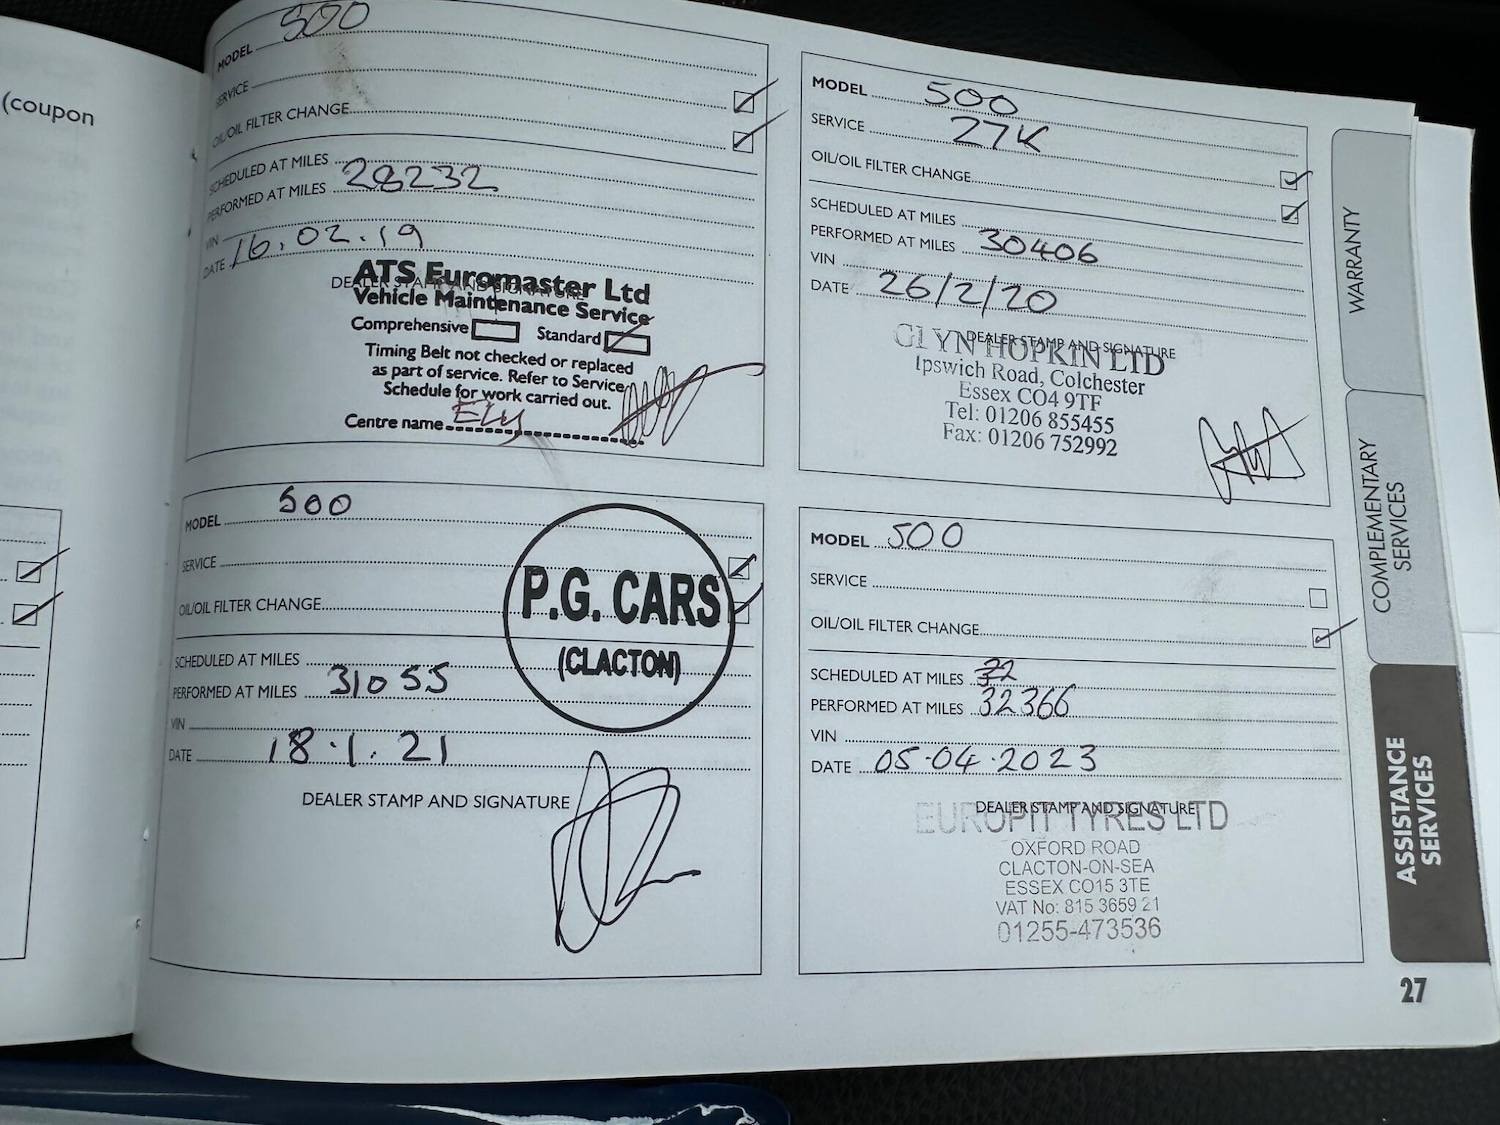 (coupon
MODEL 500
SERVICE
OIL/OIL FILTER CHANGE
SCHEDULED AT MILES
PERFORMED AT MILES 28232
VIN
DATE 16.02.19
DEALER STAMP AND SIGNATURE
ATS Euromaster Ltd
Vehicle Maintenance Service
Comprehensive Standard
Timing Belt not checked or replaced
as part of service. Refer to Service
Schedule for work carried out.
Centre name Ely
MODEL 500
SERVICE 27K
OIL/OIL FILTER CHANGE
SCHEDULED AT MILES
PERFORMED AT MILES 30406
VIN
DATE 26/2/20
DEALER STAMP AND SIGNATURE
GLYN HOPKIN LTD
Ipswich Road, Colchester
Essex CO4 9TF
Tel: 01206 855455
Fax: 01206 752992
MODEL 500
SERVICE
OIL/OIL FILTER CHANGE
SCHEDULED AT MILES
PERFORMED AT MILES 31055
VIN
DATE 18.1.21
DEALER STAMP AND SIGNATURE
P.G. CARS
(CLACTON)
MODEL 500
SERVICE
OIL/OIL FILTER CHANGE
SCHEDULED AT MILES
PERFORMED AT MILES 32366
VIN
DATE 05.04.2023
DEALER STAMP AND SIGNATURE
TYRES LTD
OXFORD ROAD
CLACTON-ON-SEA
ESSEX CO15 3TE
VAT No: 815 3659 21
01255-473536
WARRANTY
COMPLEMENTARY
SERVICES
ASSISTANCE
SERVICES
27